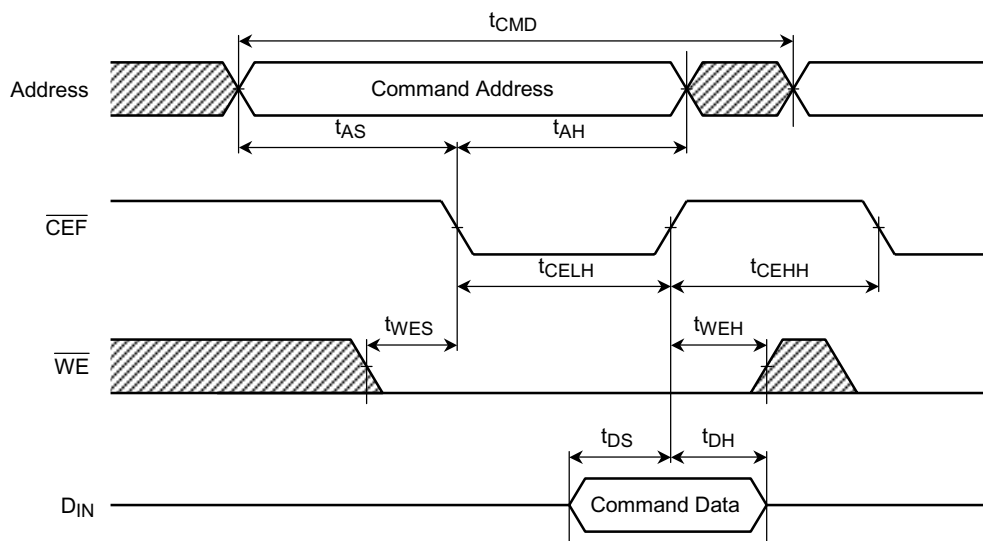 tCMD
Address
Command Address
tAS
tAH
CEF
tCELH
tCEHH
tWES
tWEH
WE
tDS
tDH
DIN
Command Data